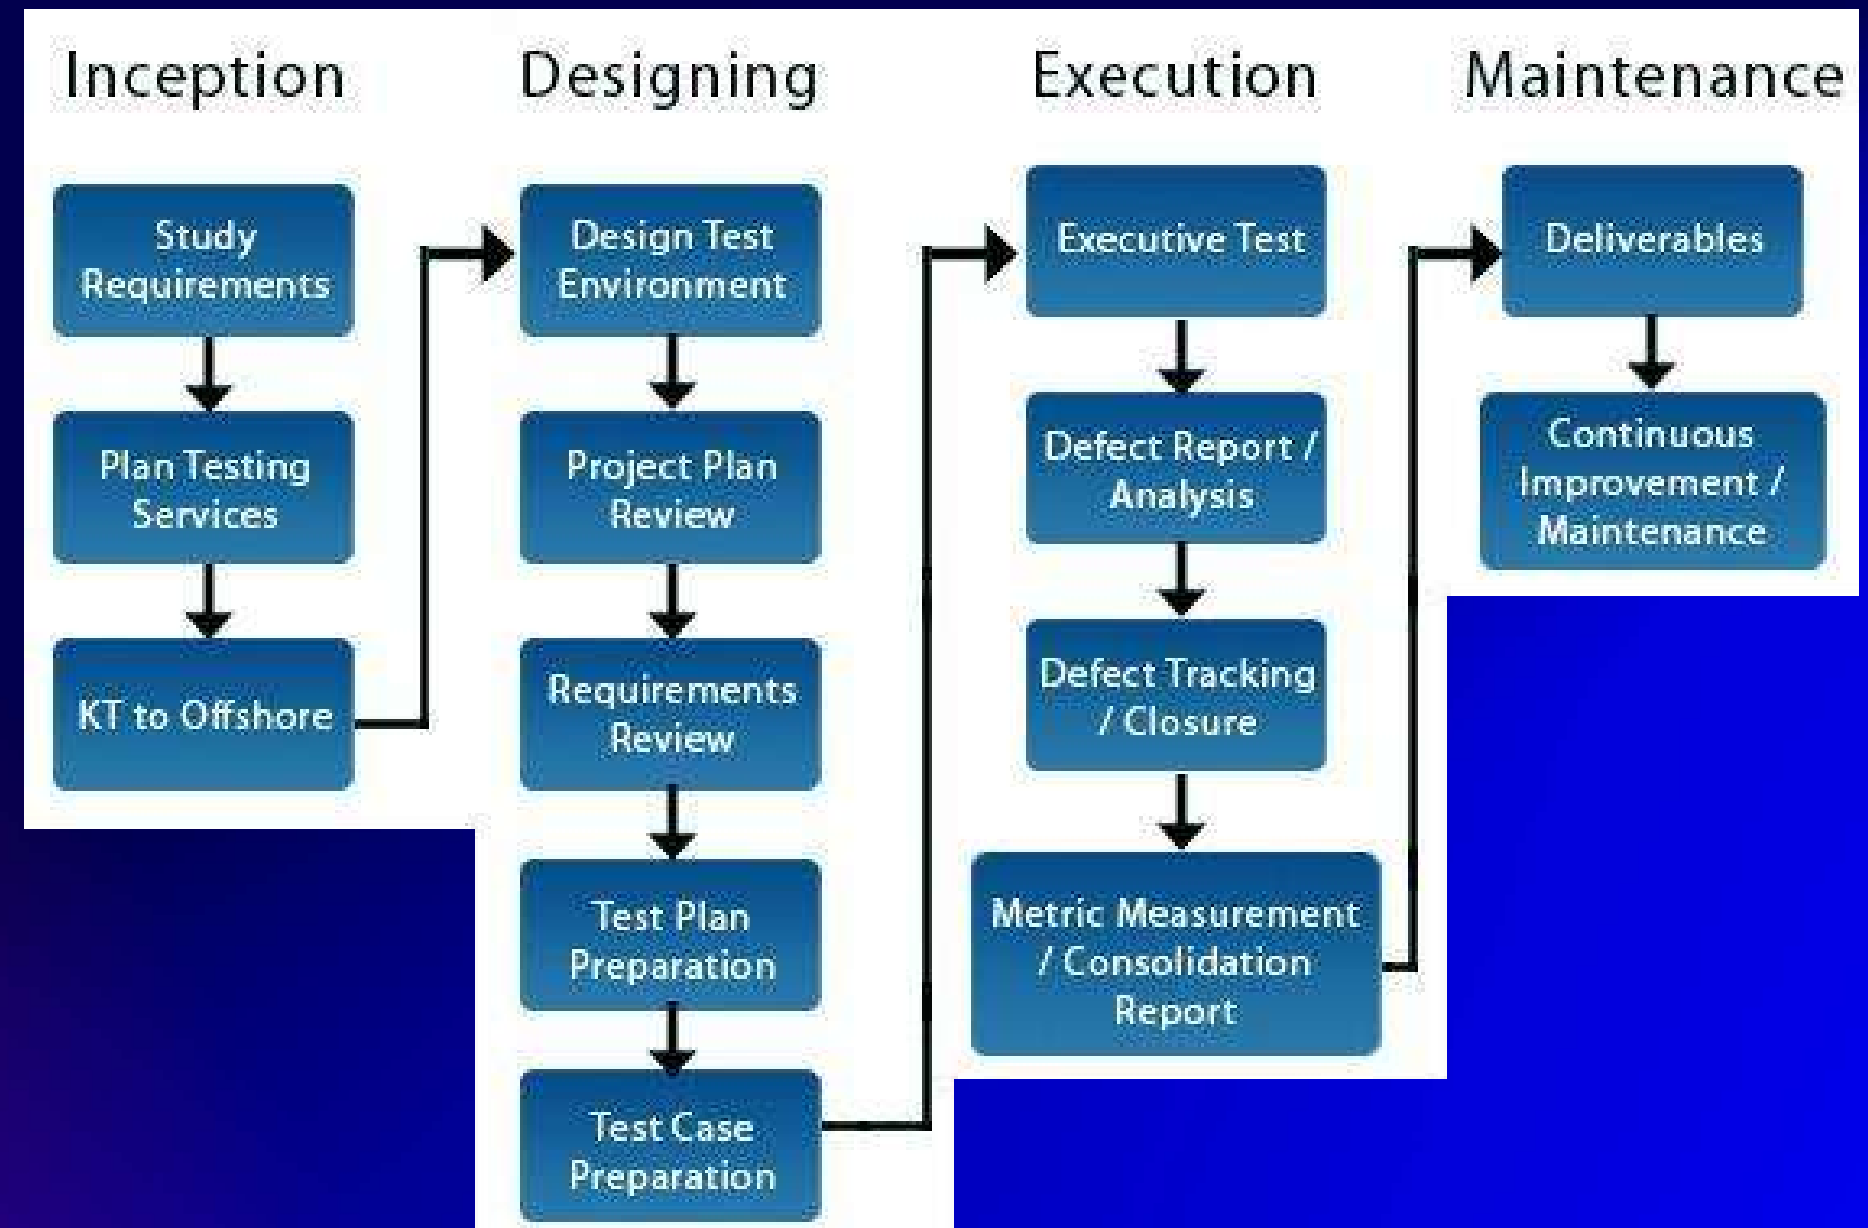 Inception
Study
Requirements
Plan Testing
Services
KT to Offshore
Designing
Design Test
Environment
Project Plan
Review
Requirements
Review
Test Plan
Preparation
Test Case
Preparation
Execution
Executive Test
Defect Report /
Analysis
Defect Tracking
/ Closure
Metric Measurement
/ Consolidation
Report
Maintenance
Deliverables
Continuous
Improvement /
Maintenance